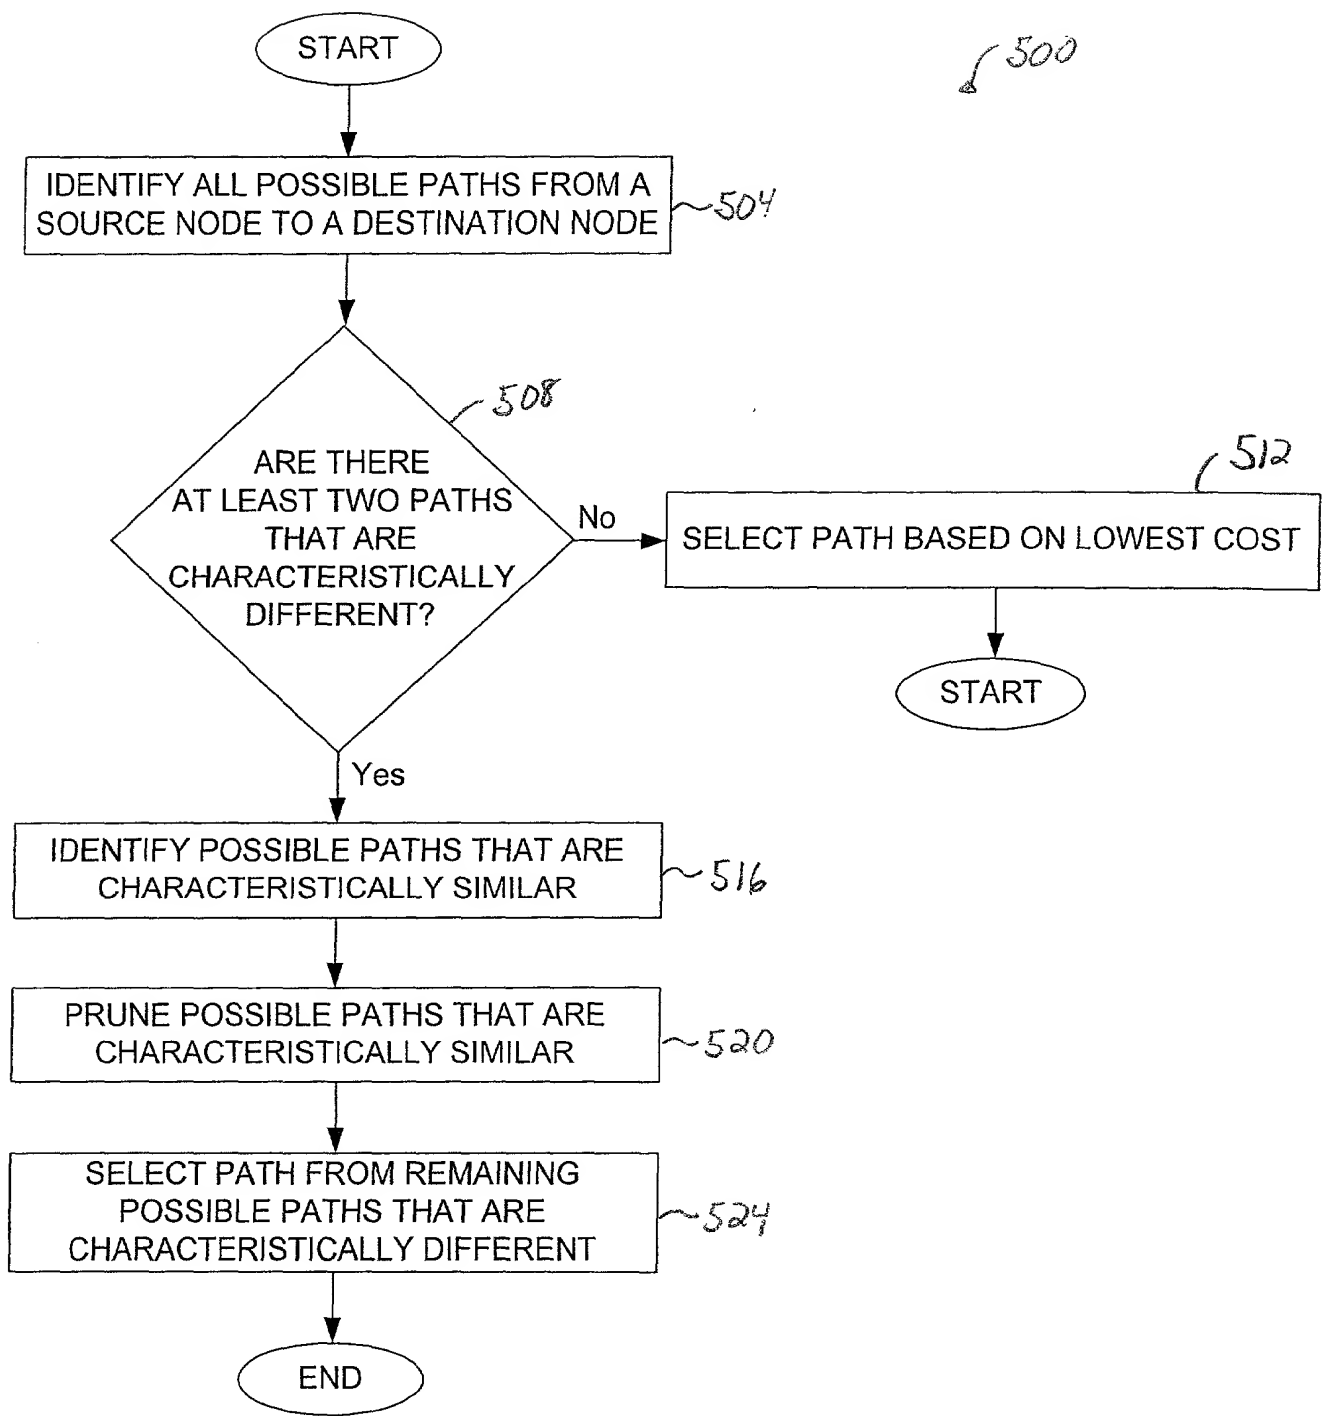 START
500
IDENTIFY ALL POSSIBLE PATHS FROM A
SOURCE NODE TO A DESTINATION NODE
504
508
ARE THERE
AT LEAST TWO PATHS
THAT ARE
CHARACTERISTICALLY
DIFFERENT?
No
512
SELECT PATH BASED ON LOWEST COST
START
Yes
IDENTIFY POSSIBLE PATHS THAT ARE
CHARACTERISTICALLY SIMILAR
516
PRUNE POSSIBLE PATHS THAT ARE
CHARACTERISTICALLY SIMILAR
520
SELECT PATH FROM REMAINING
POSSIBLE PATHS THAT ARE
CHARACTERISTICALLY DIFFERENT
524
END